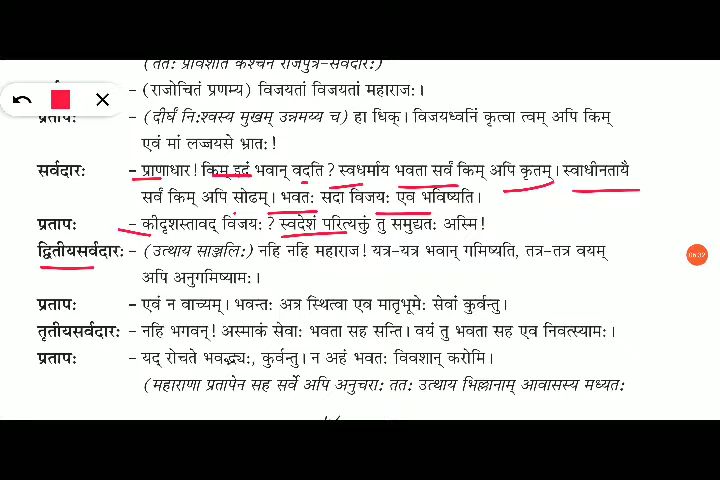 (ततः प्रविशति कश्चन राजपुत्र-सर्वदारः)
- (राजोचितं प्रणम्य) विजयतां विजयतां महाराजः।
प्रतापः - (दीर्घं निःश्वस्य मुखम् उन्नमय्य च) हा धिक्। विजयध्वनिं कृत्वा त्वम् अपि किम्
एवं मां लज्जयसे भ्रातः!
सर्वदारः - प्राणाधार! किम् इदं भवान् वदति ? स्वधर्माय भवता सर्वं किम् अपि कृतम्। स्वाधीनतायै
सर्वं किम् अपि सोढम्। भवतः सदा विजयः एव भविष्यति।
प्रतापः - कीदृशस्तावद् विजयः ? स्वदेशं परित्यक्तुं तु समुद्यतः अस्मि!
द्वितीयसर्वदारः - (उत्थाय साञ्जलिः) नहि नहि महाराज! यत्र-यत्र भवान् गमिष्यति, तत्र-तत्र वयम्
अपि अनुगमिष्यामः।
प्रतापः - एवं न वाच्यम्। भवन्तः अत्र स्थित्वा एव मातृभूमेः सेवां कुर्वन्तु।
तृतीयसर्वदारः - नहि भगवन्! अस्माकं सेवाः भवता सह सन्ति। वयं तु भवता सह एव निवत्स्यामः।
प्रतापः - यद् रोचते भवद्भ्यः, कुर्वन्तु। न अहं भवतः विवशान् करोमि।
(महाराणा प्रतापेन सह सर्वे अपि अनुचराः ततः उत्थाय भिल्लानाम् आवासस्य मध्यतः
06:32